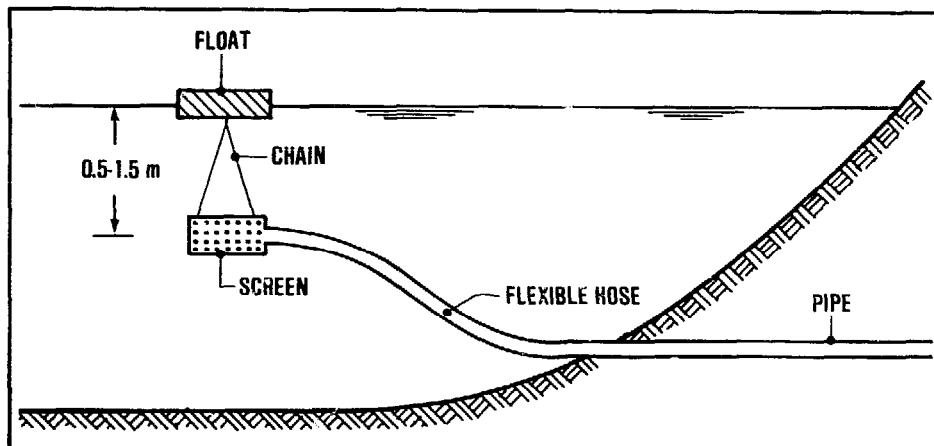 FLOAT
CHAIN
0.5-1.5 m
SCREEN
FLEXIBLE HOSE
PIPE